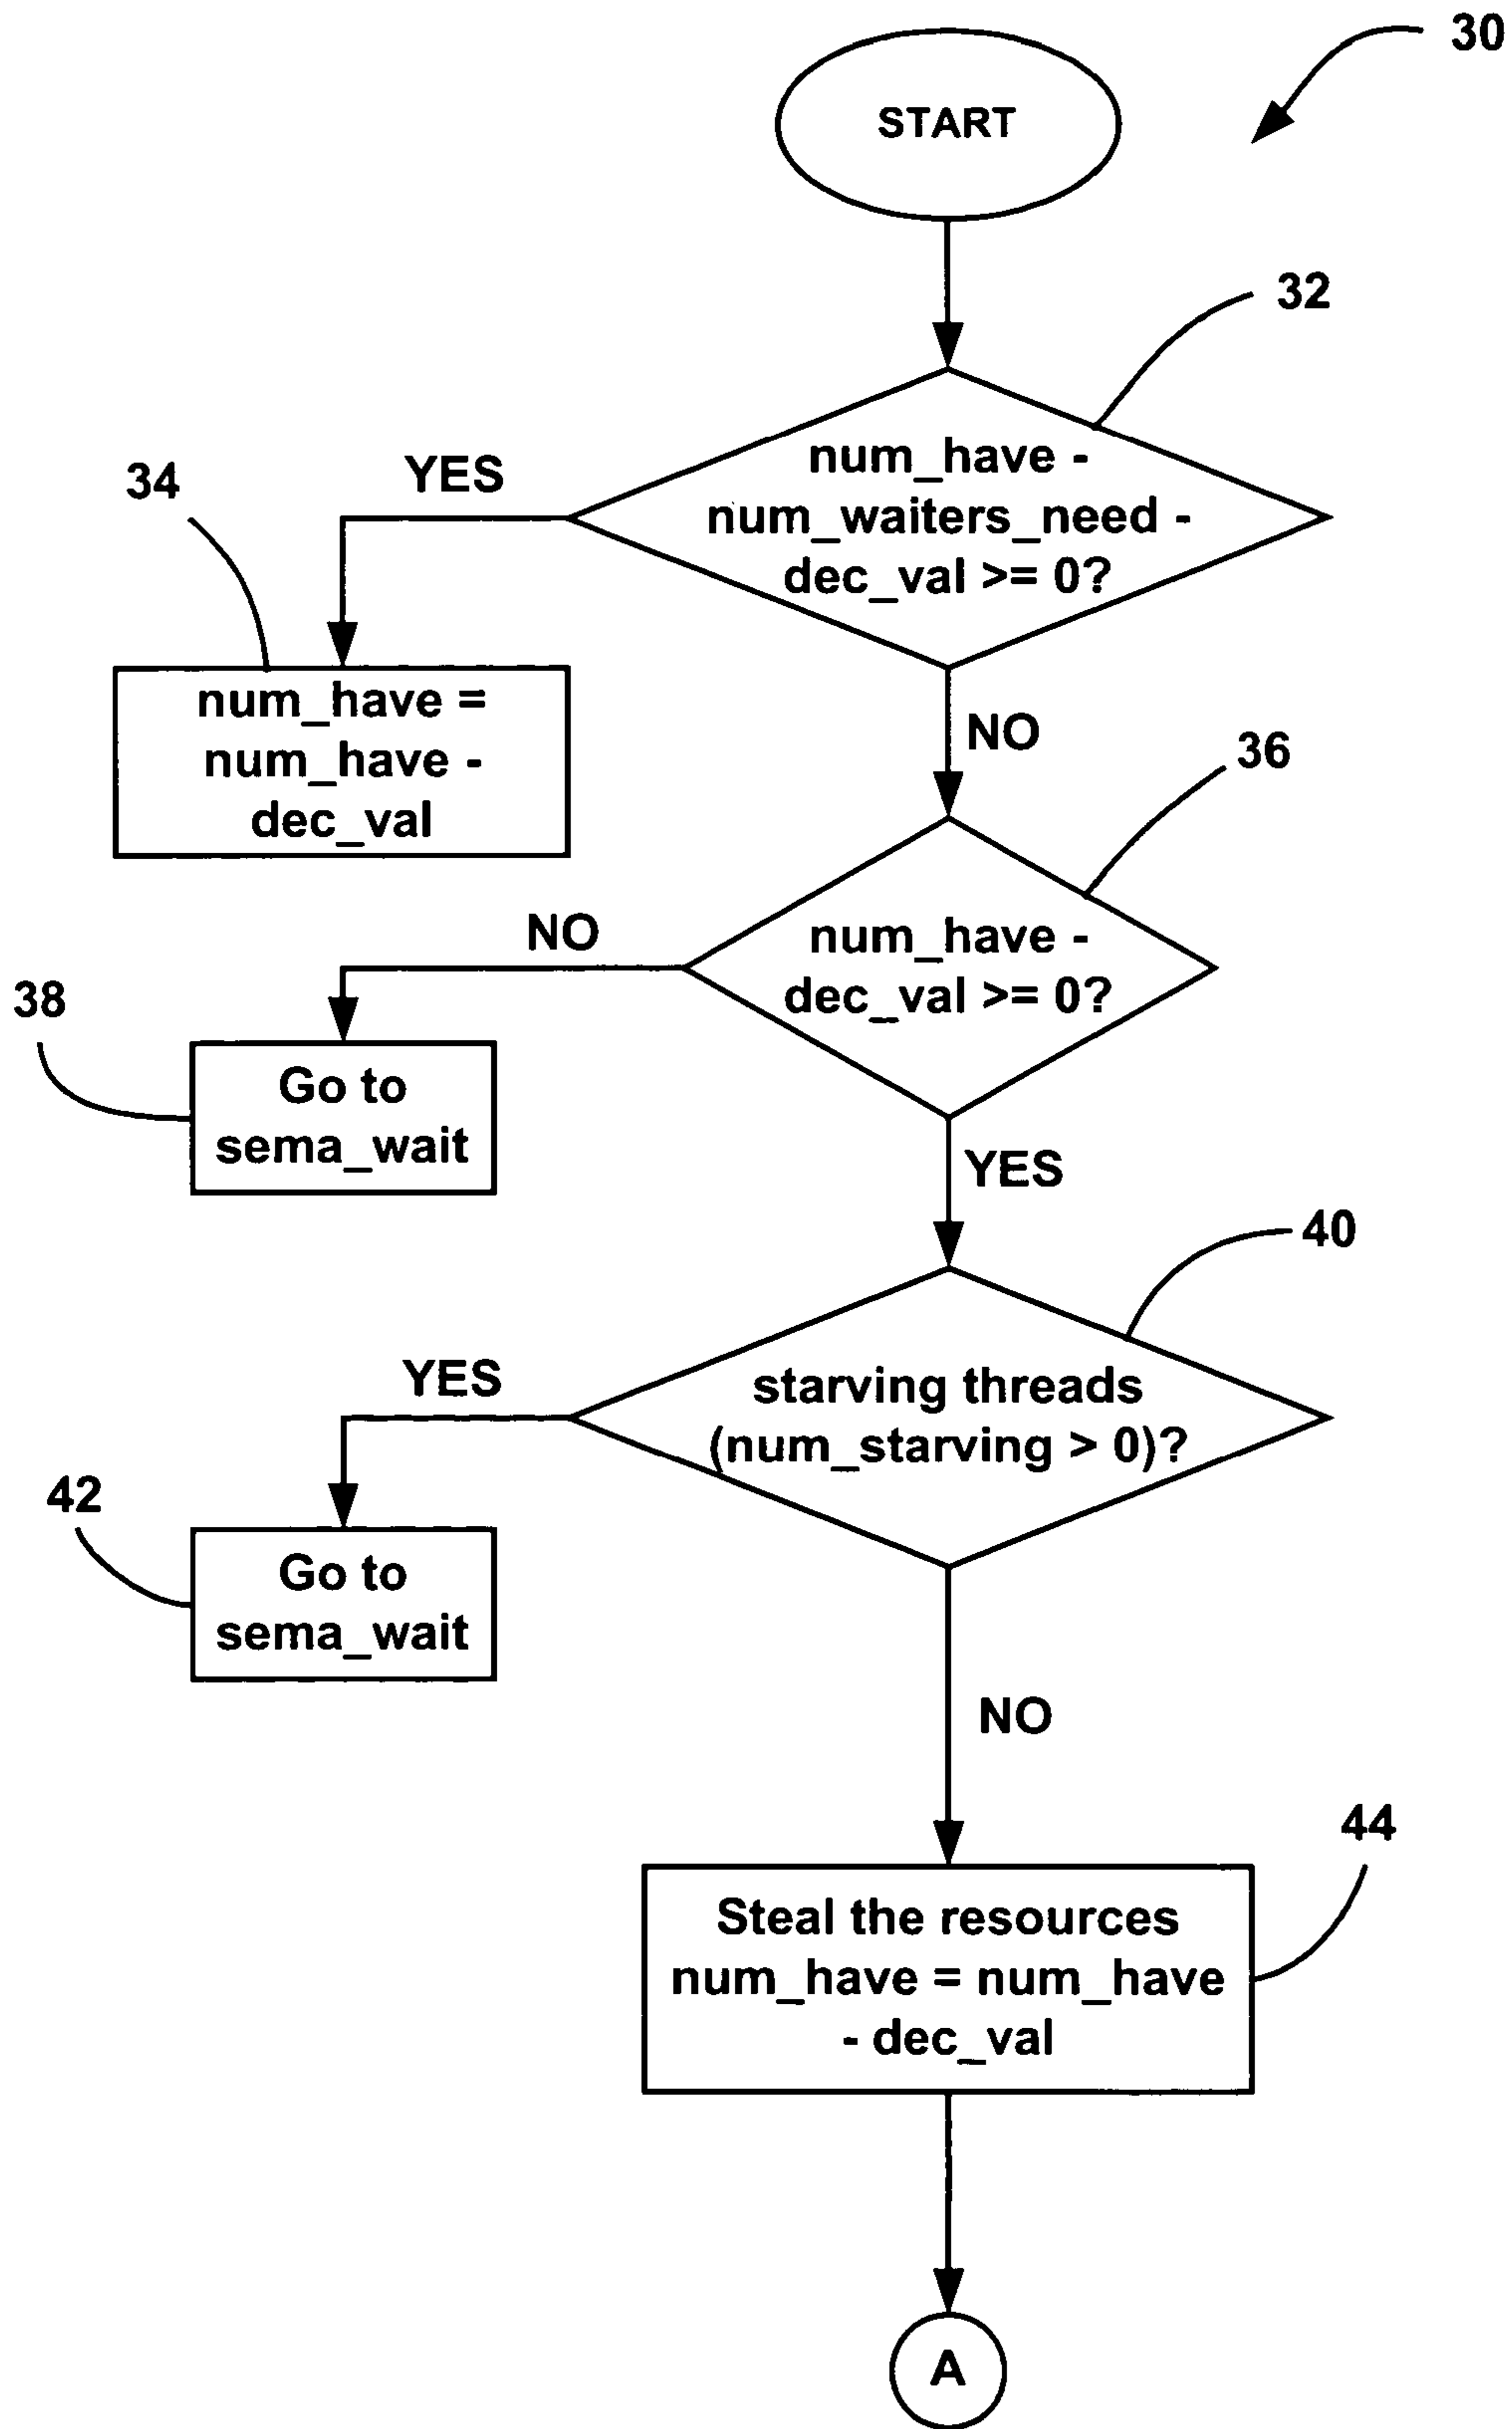 30
START
32
num_have -
num_waiters_need -
dec_val >= 0?
YES
34
num_have =
num_have -
dec_val
NO
36
num_have -
dec_val >= 0?
NO
38
Go to
sema_wait
YES
40
starving threads
(num_starving > 0)?
YES
42
Go to
sema_wait
NO
44
Steal the resources
num_have = num_have
- dec_val
A